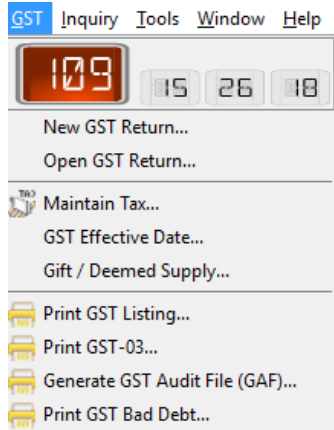 GST Inquiry Tools Window Help
109 15 26 18
New GST Return...
Open GST Return...
Maintain Tax...
GST Effective Date...
Gift / Deemed Supply...
Print GST Listing...
Print GST-03...
Generate GST Audit File (GAF)...
Print GST Bad Debt...